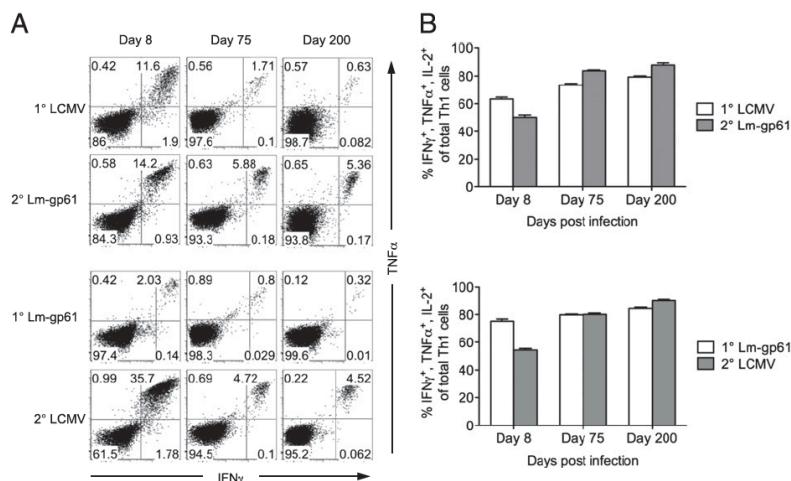 A
Day 8 Day 75 Day 200
1° LCMV
0.42 11.6 0.56 1.71 0.57 0.63
86 1.9 97.6 0.1 98.7 0.082
2° Lm-gp61
0.58 14.2 0.63 5.88 0.65 5.36
84.3 0.93 93.3 0.18 93.8 0.17
1° Lm-gp61
0.42 2.03 0.89 0.8 0.12 0.32
97.4 0.14 98.3 0.029 99.6 0.01
2° LCMV
0.99 35.7 0.69 4.72 0.22 4.52
61.5 1.78 94.5 0.1 95.2 0.062
IFNγ
TNFα
B
% IFNγ+, TNFα+, IL-2+
of total Th1 cells
100
80
60
40
20
0
Day 8 Day 75 Day 200
Days post infection
1° LCMV
2° Lm-gp61
% IFNγ+, TNFα+, IL-2+
of total Th1 cells
100
80
60
40
20
0
Day 8 Day 75 Day 200
Days post infection
1° Lm-gp61
2° LCMV